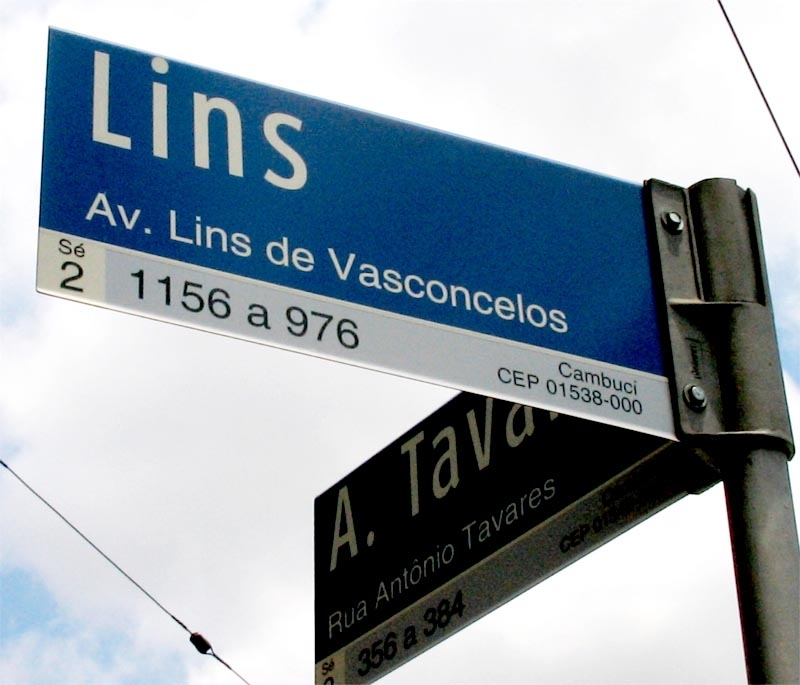 Lins
Av. Lins de Vasconcelos
Sé
2
1156 a 976
Cambuci
CEP 01538-000
A. Tava
Rua Antônio Tavares
CEP
Sé
356 a 384